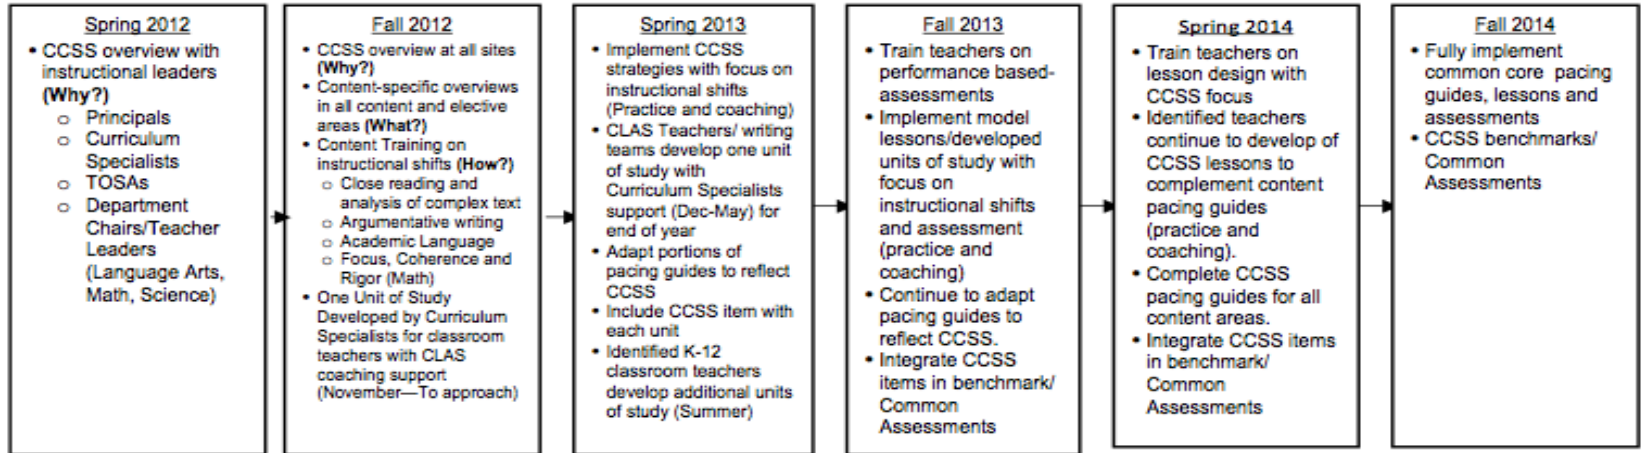 Spring 2012
• CCSS overview with
instructional leaders
(Why?)
o Principals
o Curriculum
Specialists
o TOSAs
o Department
Chairs/Teacher
Leaders
(Language Arts,
Math, Science)
Fall 2012
• CCSS overview at all sites
(Why?)
• Content-specific overviews
in all content and elective
areas (What?)
• Content Training on
instructional shifts (How?)
o Close reading and
analysis of complex text
o Argumentative writing
o Academic Language
o Focus, Coherence and
Rigor (Math)
• One Unit of Study
Developed by Curriculum
Specialists for classroom
teachers with CLAS
coaching support
(November—To approach)
Spring 2013
• Implement CCSS
strategies with focus on
instructional shifts
(Practice and coaching)
• CLAS Teachers/ writing
teams develop one unit
of study with
Curriculum Specialists
support (Dec-May) for
end of year
• Adapt portions of
pacing guides to reflect
CCSS
• Include CCSS item with
each unit
• Identified K-12
classroom teachers
develop additional units
of study (Summer)
Fall 2013
• Train teachers on
performance based-
assessments
• Implement model
lessons/developed
units of study with
focus on
instructional shifts
and assessment
(practice and
coaching)
• Continue to adapt
pacing guides to
reflect CCSS.
• Integrate CCSS
items in benchmark/
Common
Assessments
Spring 2014
• Train teachers on
lesson design with
CCSS focus
• Identified teachers
continue to develop of
CCSS lessons to
complement content
pacing guides
(practice and
coaching).
• Complete CCSS
pacing guides for all
content areas.
• Integrate CCSS items
in benchmark/
Common
Assessments
Fall 2014
• Fully implement
common core pacing
guides, lessons and
assessments
• CCSS benchmarks/
Common
Assessments